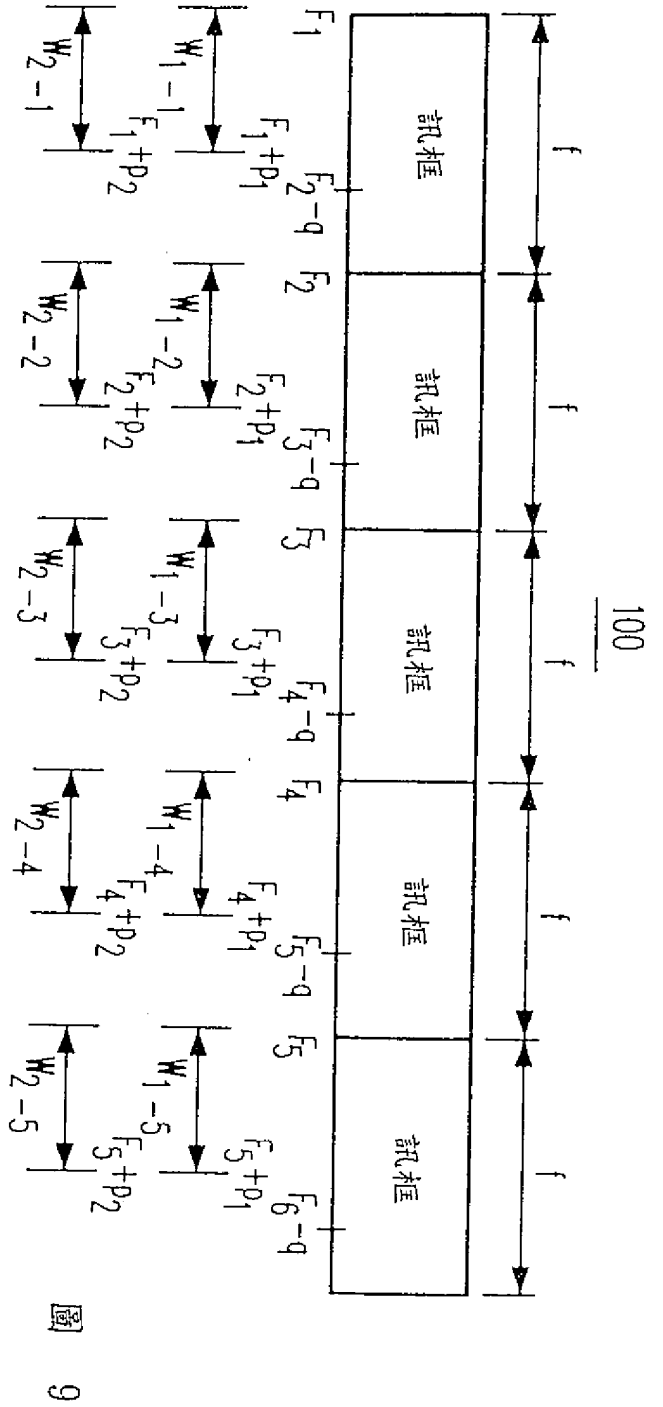 100
f f f f f
訊框 訊框 訊框 訊框 訊框
F1 F2-q F2 F3-q F3 F4-q F4 F5-q F5 F6-q
F1+p1 F2+p1 F3+p1 F4+p1 F5+p1
W1-1 W1-2 W1-3 W1-4 W1-5
F1+p2 F2+p2 F3+p2 F4+p2 F5+p2
W2-1 W2-2 W2-3 W2-4 W2-5
圖 9